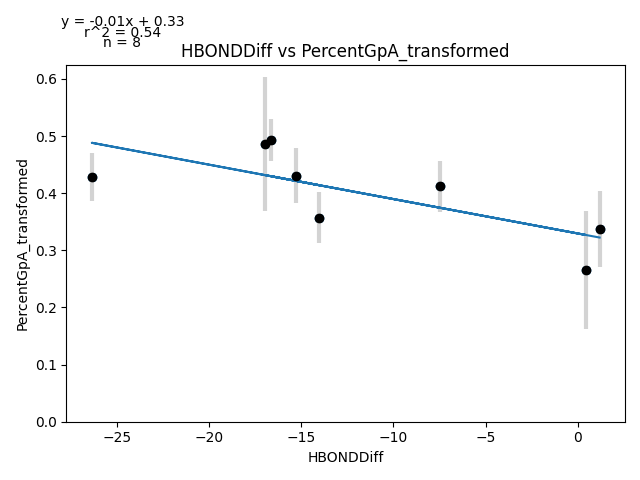 y = -0.01x + 0.33
r^2 = 0.54
n = 8
HBONDDiff vs PercentGpA_transformed
PercentGpA_transformed
0.6
0.5
0.4
0.3
0.2
0.1
0.0
−25 −20 −15 −10 −5 0
HBONDDiff